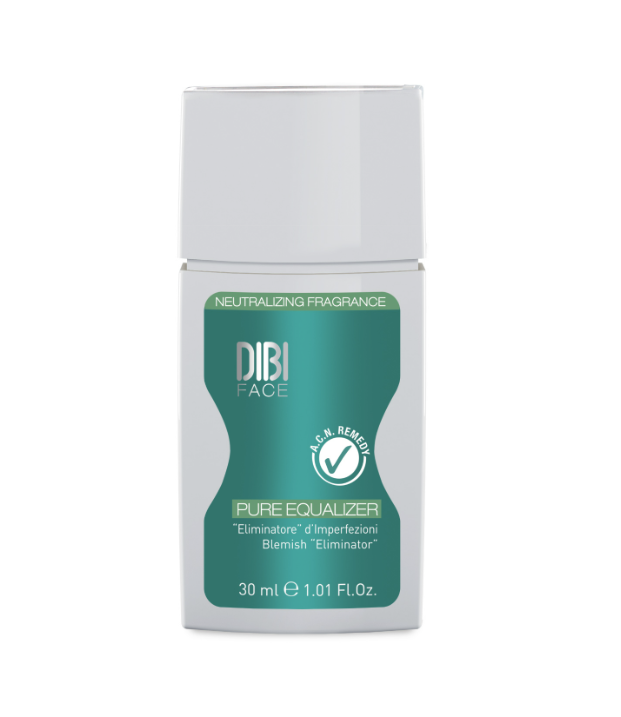 NEUTRALIZING FRAGRANCE
DIBI
FACE
A.C.N. REMEDY
PURE EQUALIZER
"Eliminatore" d'Imperfezioni
Blemish "Eliminator"
30 ml ℮ 1.01 Fl.Oz.